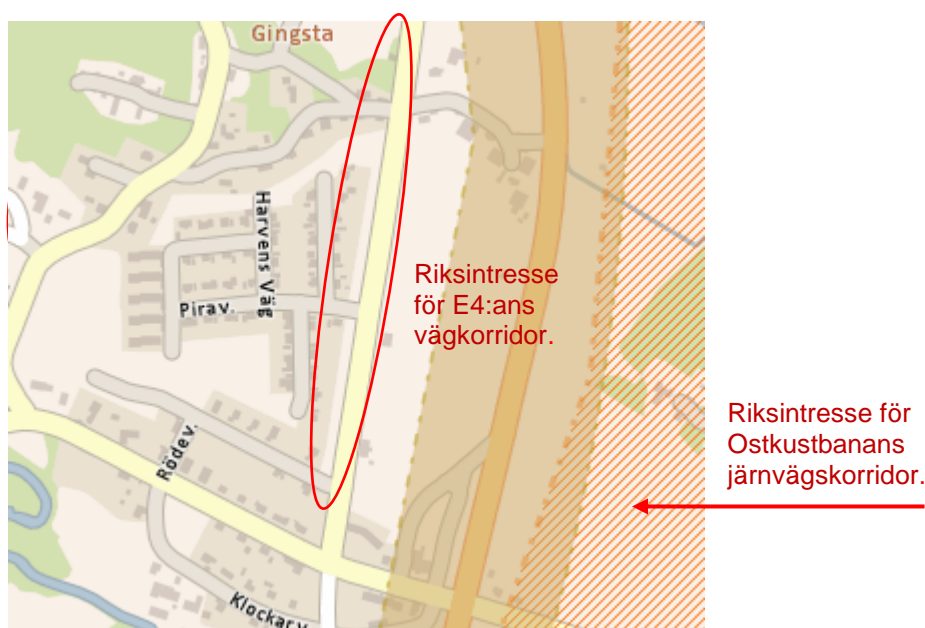 Gingsta
Harvens Väg
Pirav.
Rödev.
Klockarv
Riksintresse
för E4:ans
vägkorridor.
Riksintresse för
Ostkustbanans
järnvägskorridor.